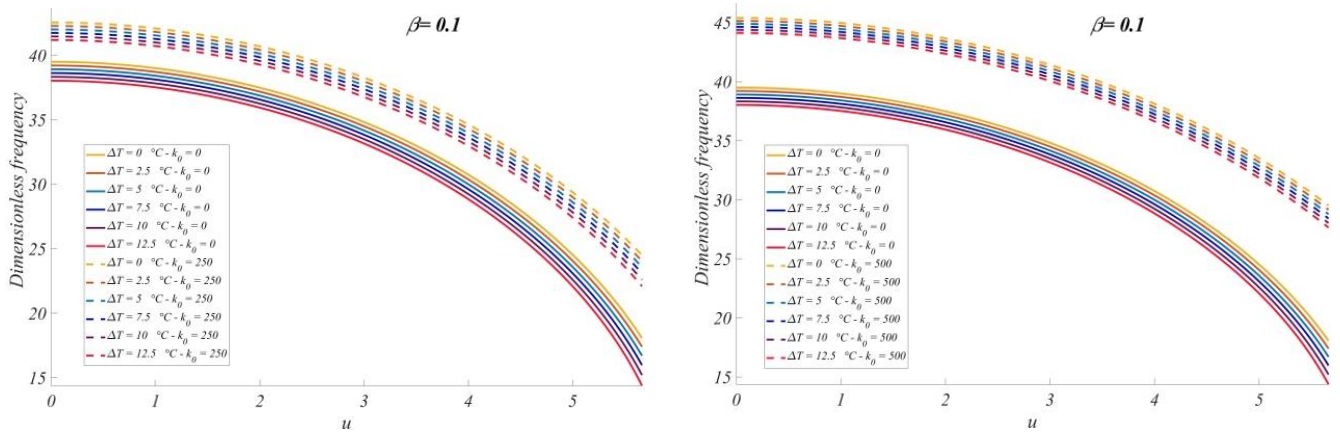 β= 0.1
Dimensionless frequency
40
35
30
25
20
15
ΔT = 0 °C - k0 = 0
ΔT = 2.5 °C - k0 = 0
ΔT = 5 °C - k0 = 0
ΔT = 7.5 °C - k0 = 0
ΔT = 10 °C - k0 = 0
ΔT = 12.5 °C - k0 = 0
ΔT = 0 °C - k0 = 250
ΔT = 2.5 °C - k0 = 250
ΔT = 5 °C - k0 = 250
ΔT = 7.5 °C - k0 = 250
ΔT = 10 °C - k0 = 250
ΔT = 12.5 °C - k0 = 250
0 1 2 3 4 5
u
β= 0.1
Dimensionless frequency
45
40
35
30
25
20
15
ΔT = 0 °C - k0 = 0
ΔT = 2.5 °C - k0 = 0
ΔT = 5 °C - k0 = 0
ΔT = 7.5 °C - k0 = 0
ΔT = 10 °C - k0 = 0
ΔT = 12.5 °C - k0 = 0
ΔT = 0 °C - k0 = 500
ΔT = 2.5 °C - k0 = 500
ΔT = 5 °C - k0 = 500
ΔT = 7.5 °C - k0 = 500
ΔT = 10 °C - k0 = 500
ΔT = 12.5 °C - k0 = 500
0 1 2 3 4 5
u